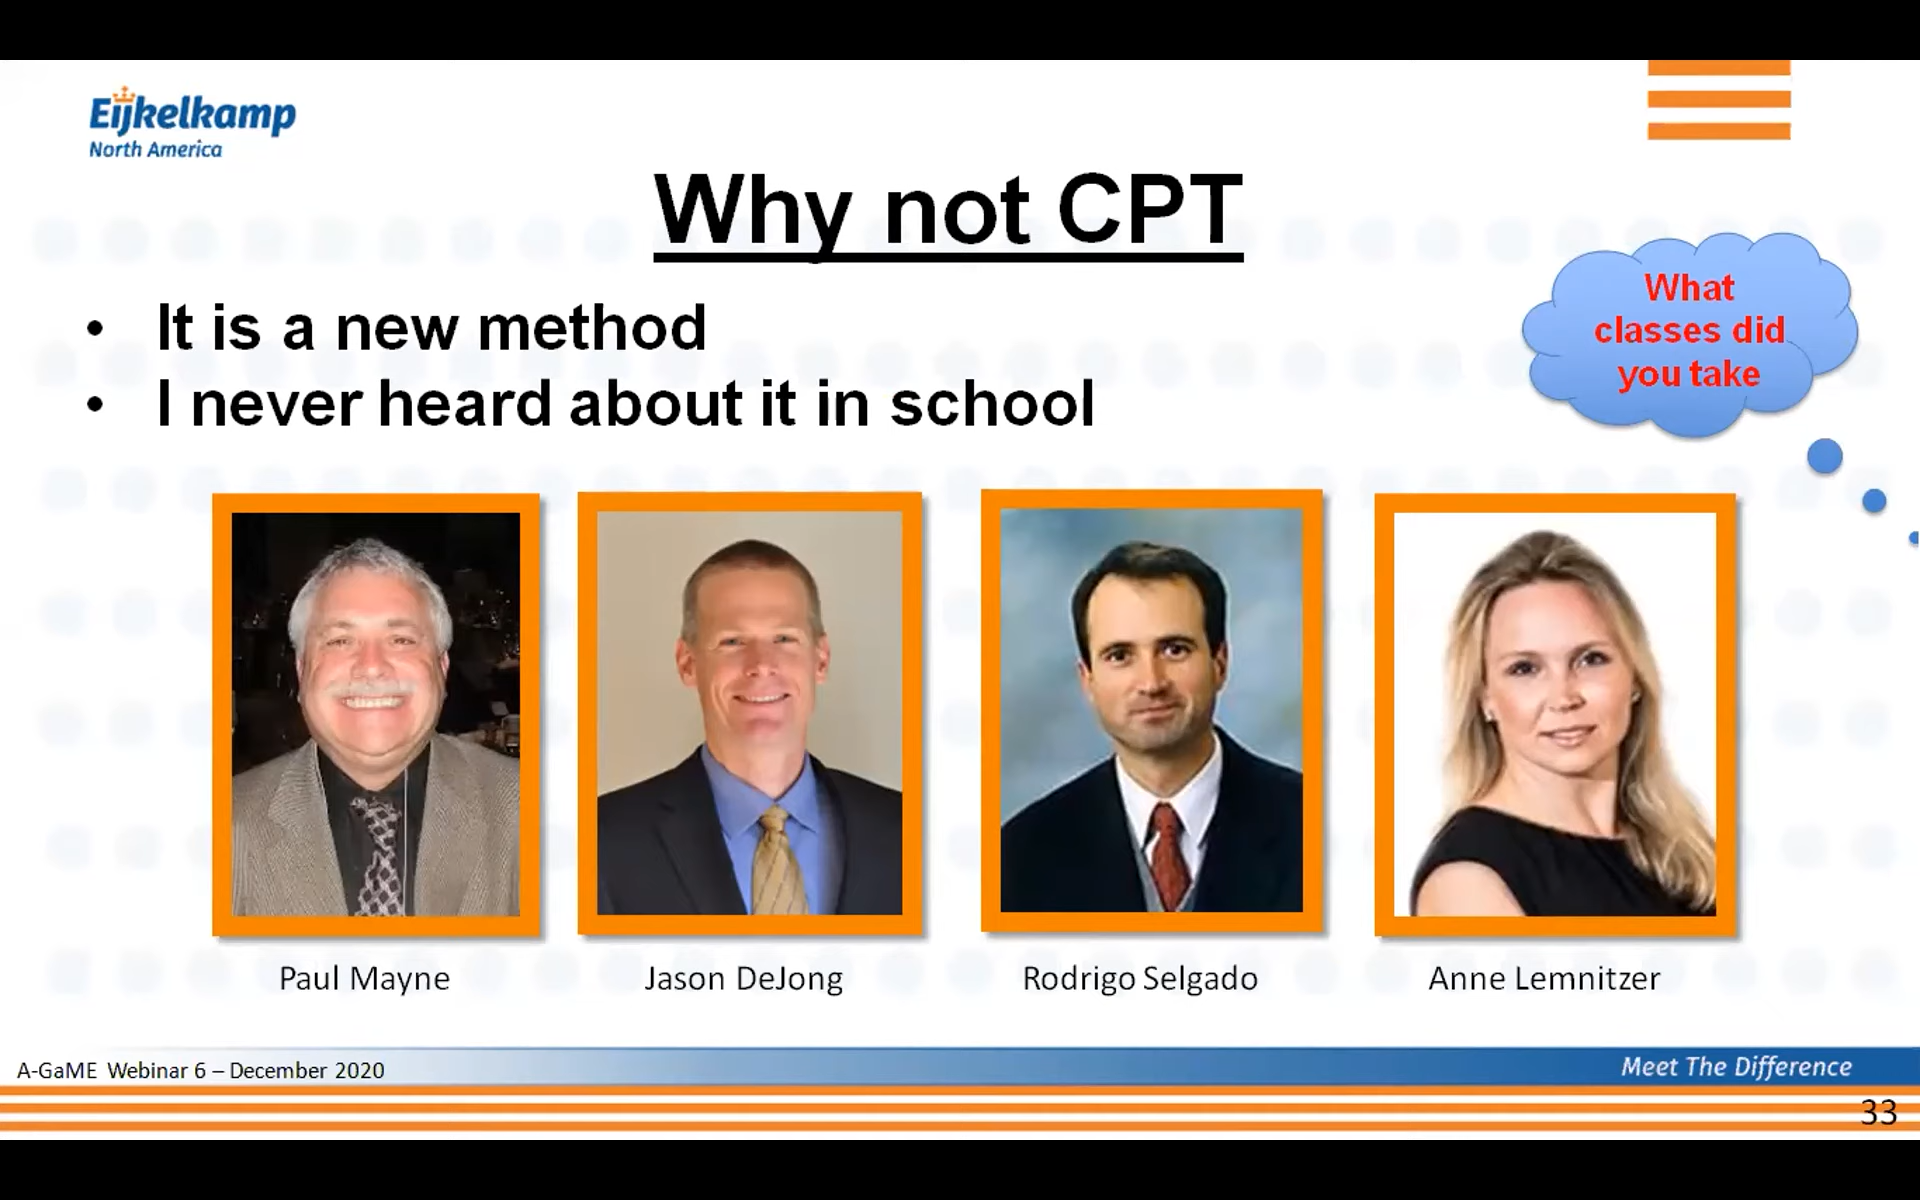 Eijkelkamp
North America
Why not CPT
• It is a new method
• I never heard about it in school
What
classes did
you take
Paul Mayne
Jason DeJong
Rodrigo Selgado
Anne Lemnitzer
A-GaME Webinar 6 – December 2020
Meet The Difference
33